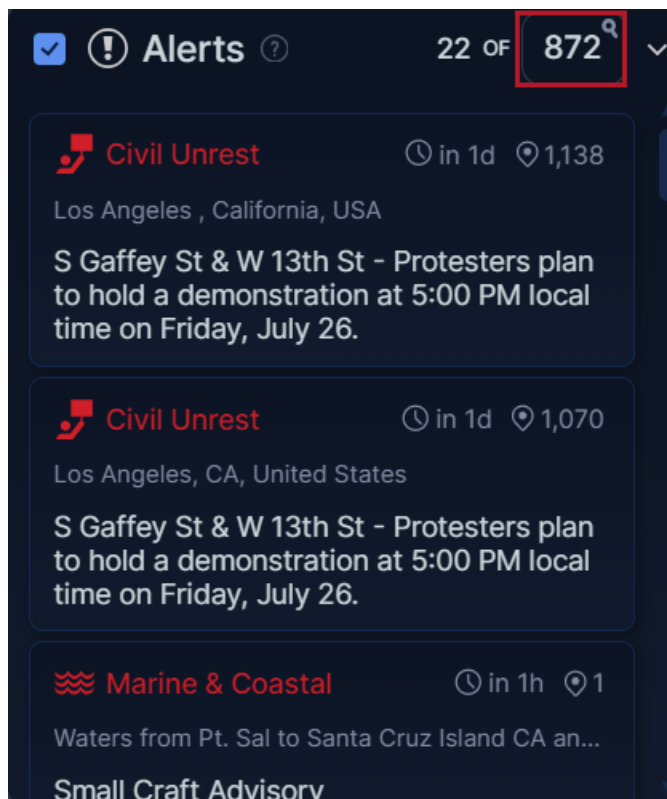 Alerts ? 22 OF 872
Civil Unrest in 1d 1,138
Los Angeles , California, USA
S Gaffey St & W 13th St - Protesters plan
to hold a demonstration at 5:00 PM local
time on Friday, July 26.
Civil Unrest in 1d 1,070
Los Angeles, CA, United States
S Gaffey St & W 13th St - Protesters plan
to hold a demonstration at 5:00 PM local
time on Friday, July 26.
Marine & Coastal in 1h 1
Waters from Pt. Sal to Santa Cruz Island CA an...
Small Craft Advisory